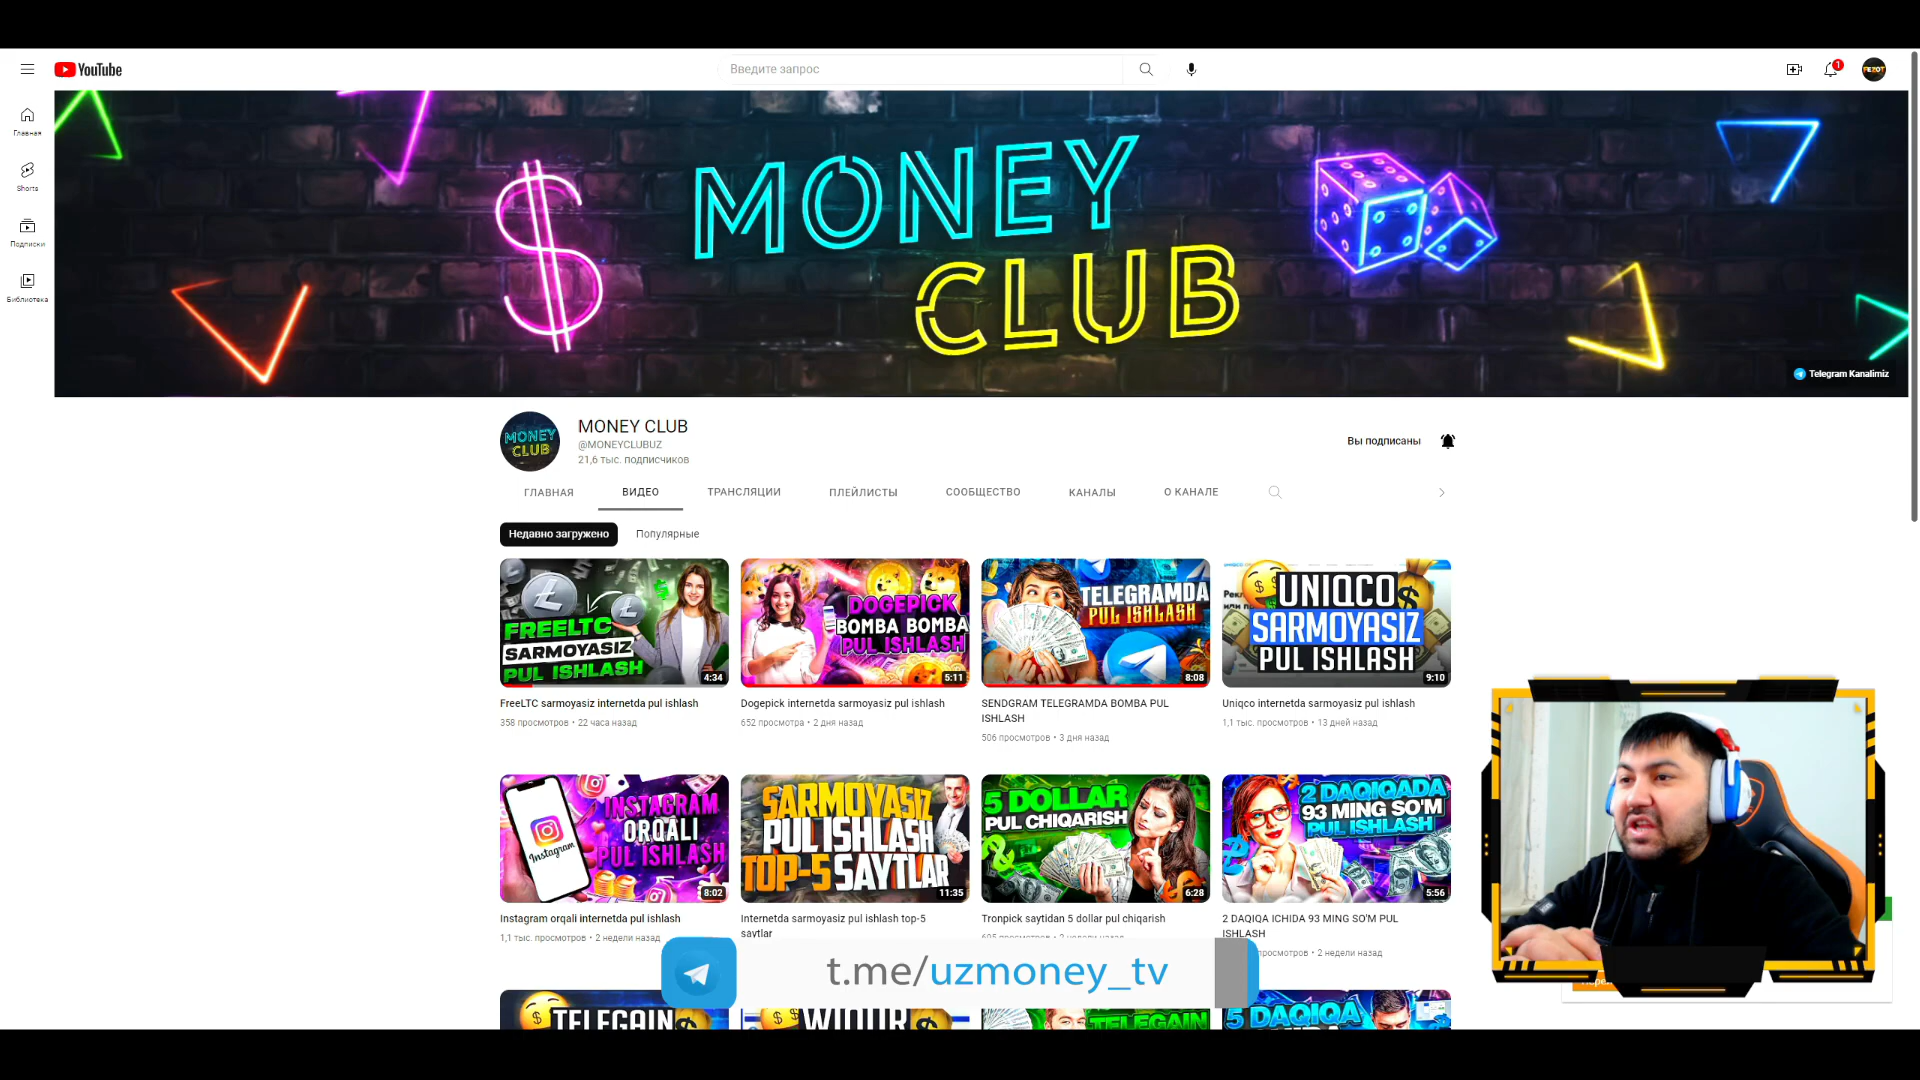 YouTube
Введите запрос
1
REZOT
Главная
Shorts
Подписки
Библиотека
$ MONEY
CLUB
Telegram Kanalimiz
MONEY
CLUB
MONEY CLUB
@MONEYCLUBUZ
21,6 тыс. подписчиков
Вы подписаны
ГЛАВНАЯ ВИДЕО ТРАНСЛЯЦИИ ПЛЕЙЛИСТЫ СООБЩЕСТВО КАНАЛЫ О КАНАЛЕ
Недавно загружено Популярные
FREELTC
SARMOYASIZ
PUL ISHLASH
4:34
FreeLTC sarmoyasiz internetda pul ishlash
358 просмотров • 22 часа назад
DOGEPICK
BOMBA BOMBA
PUL ISHLASH
5:11
Dogepick internetda sarmoyasiz pul ishlash
652 просмотра • 2 дня назад
TELEGRAMDA
PUL ISHLASH
8:08
SENDGRAM TELEGRAMDA BOMBA PUL
ISHLASH
506 просмотров • 3 дня назад
UNIQCO
SARMOYASIZ
PUL ISHLASH
9:10
Uniqco internetda sarmoyasiz pul ishlash
1,1 тыс. просмотров • 13 дней назад
Instagram
INSTAGRAM
ORQALI
PUL ISHLASH
8:02
Instagram orqali internetda pul ishlash
1,1 тыс. просмотров • 2 недели назад
SARMOYASIZ
PUL ISHLASH
TOP-5 SAYTLAR
11:35
Internetda sarmoyasiz pul ishlash top-5
saytlar
5 DOLLAR
PUL CHIQARISH
6:28
Tronpick saytidan 5 dollar pul chiqarish
2 DAQIQADA
93 MING SO'M
PUL ISHLASH
5:56
2 DAQIQA ICHIDA 93 MING SO'M PUL
ISHLASH
просмотров • 2 недели назад
t.me/uzmoney_tv
TELEGAIN
WIDUR
TELEGAIN
5 DAQIQA